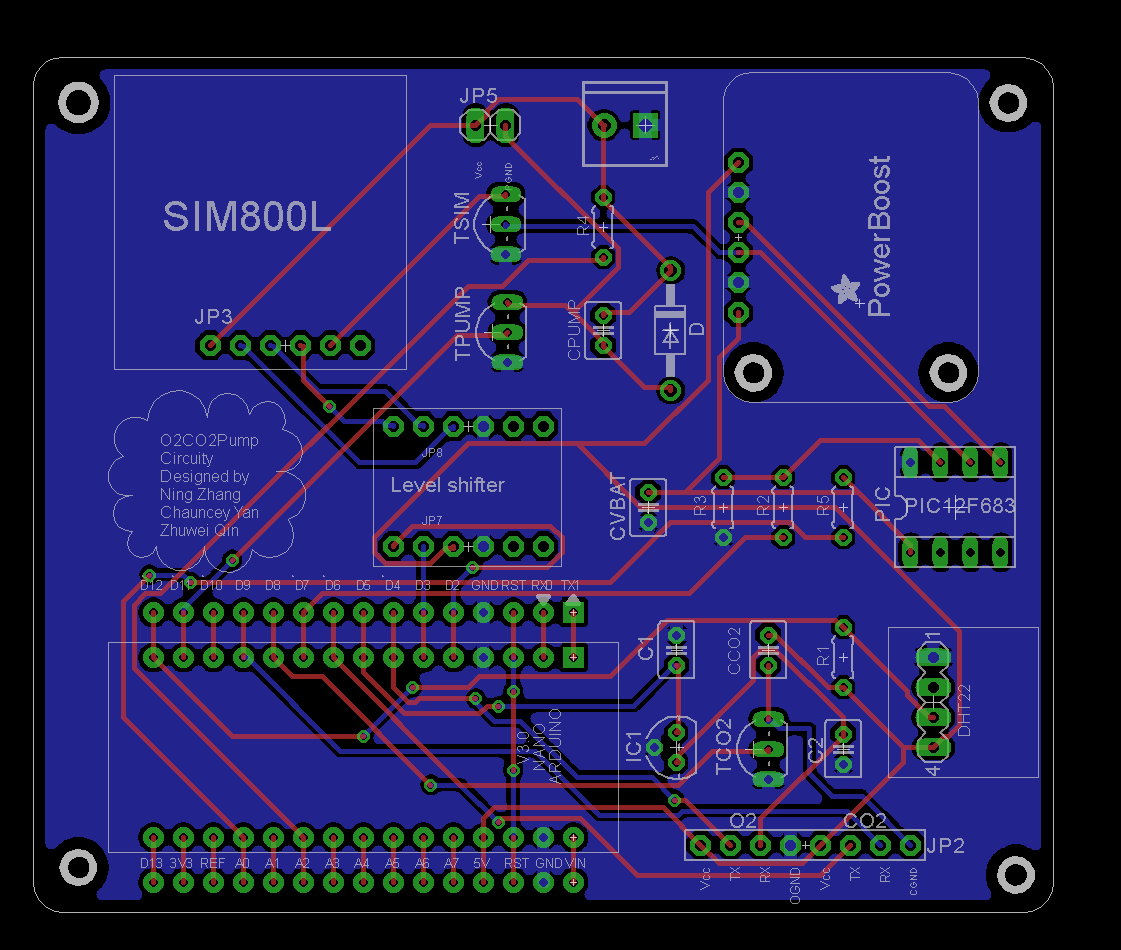 JP5
SIM800L
Vcc
PGND
TSIM
R4
PowerBoost
TPUMP
CPUMP
D
JP3
O2CO2Pump
Circuity
Designed by
Ning Zhang
Chauncey Yan
Zhuwei Qin
JP8
Level shifter
JP7
CVBAT
R3
R2
R5
PIC
PIC12F683
D12 D11 D10 D9 D8 D7 D6 D5 D4 D3 D2 GND RST RX0 TX1
C1
CCO2
R1
1
DHT22
4
V3.0
NANO
ARDUINO
IC1
TCO2
C2
O2
CO2
JP2
D13 3V3 REF A0 A1 A2 A3 A4 A5 A6 A7 5V RST GND VIN
Vcc TX RX OGND Vcc TX RX CGND